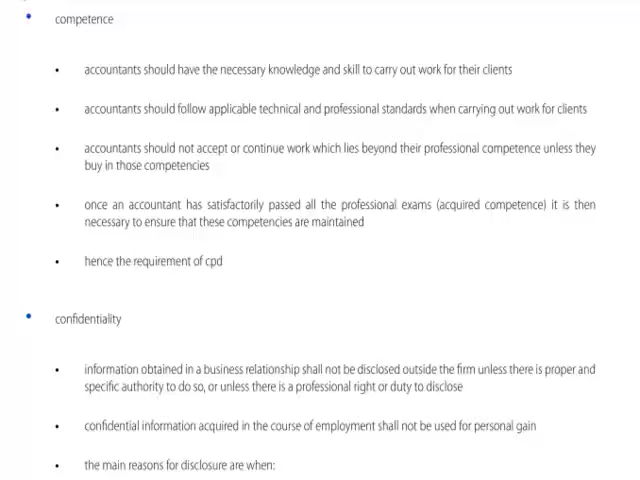 • competence
• accountants should have the necessary knowledge and skill to carry out work for their clients
• accountants should follow applicable technical and professional standards when carrying out work for clients
• accountants should not accept or continue work which lies beyond their professional competence unless they
buy in those competencies
• once an accountant has satisfactorily passed all the professional exams (acquired competence) it is then
necessary to ensure that these competencies are maintained
• hence the requirement of cpd
• confidentiality
• information obtained in a business relationship shall not be disclosed outside the firm unless there is proper and
specific authority to do so, or unless there is a professional right or duty to disclose
• confidential information acquired in the course of employment shall not be used for personal gain
• the main reasons for disclosure are when: